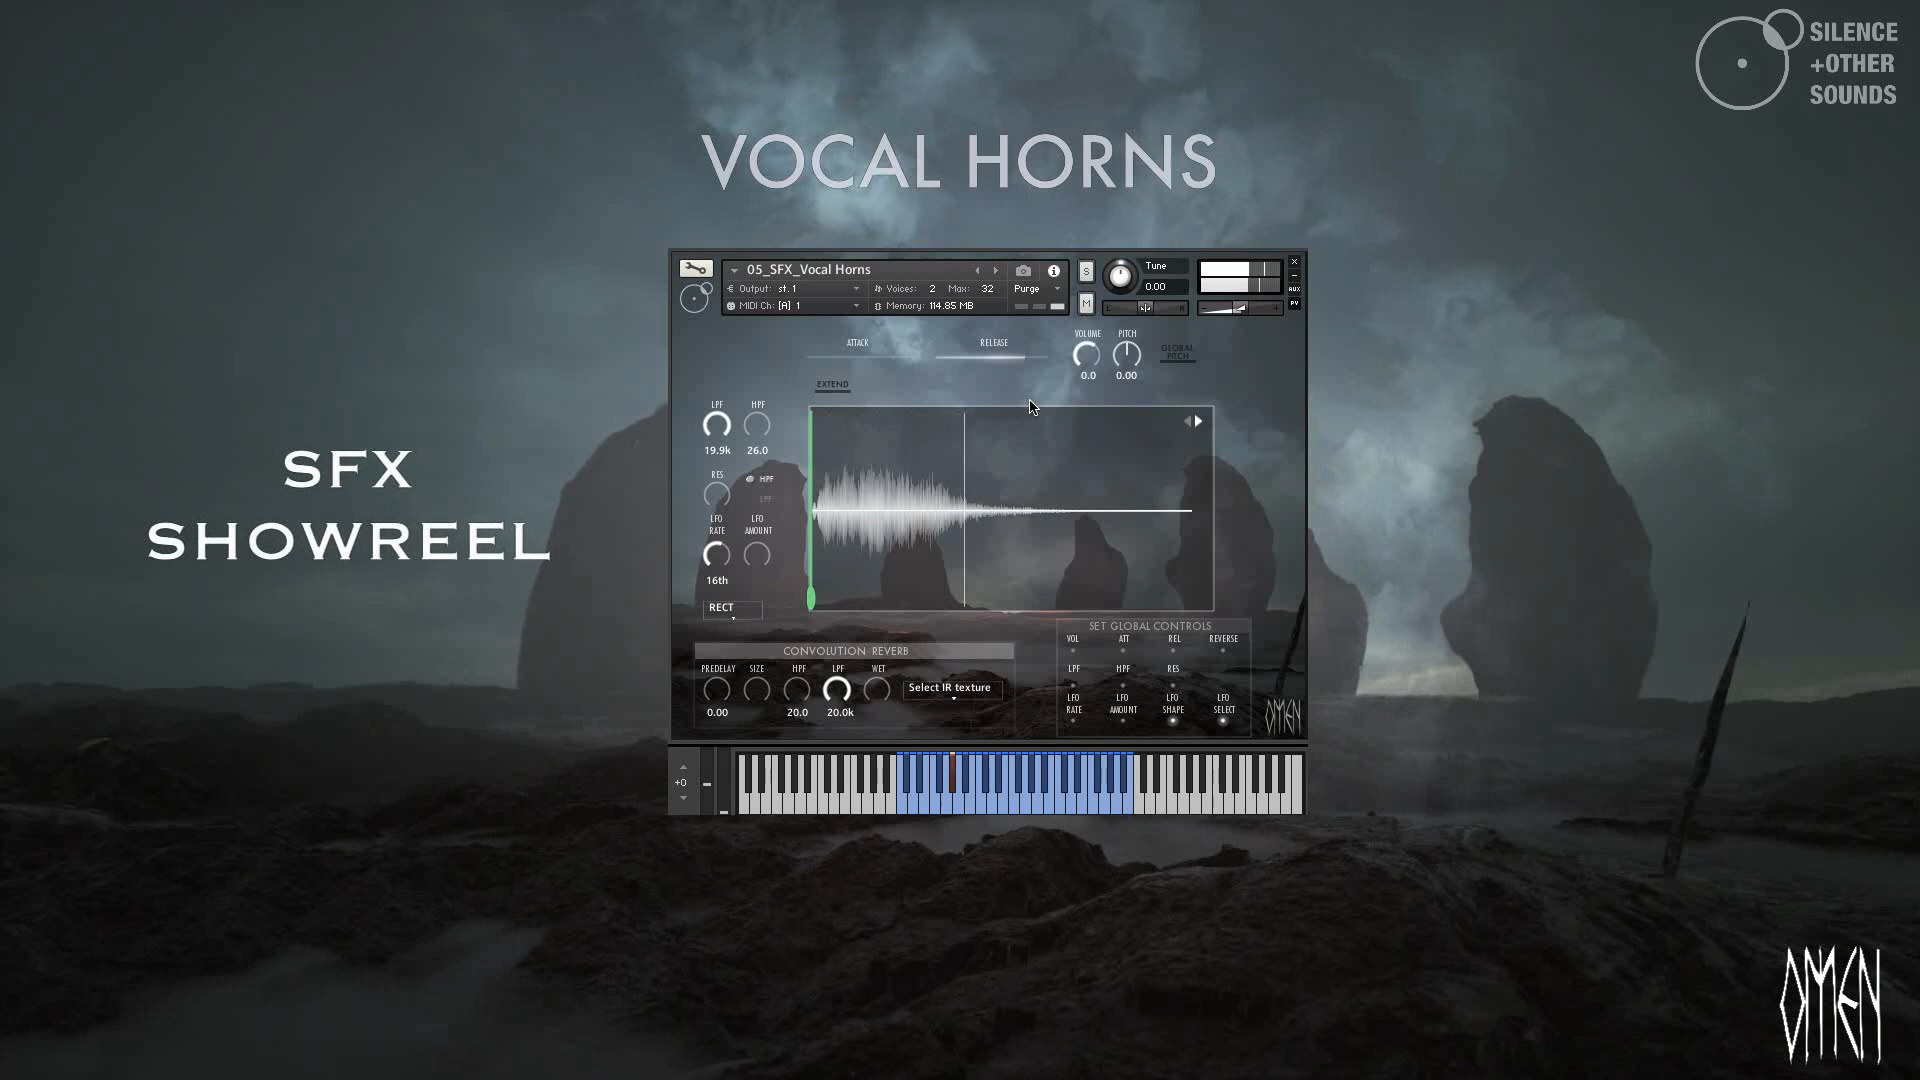 SILENCE
+OTHER
SOUNDS
VOCAL HORNS
SFX
SHOWREEL
05_SFX_Vocal Horns
Output: st.1
Voices: 2 Max: 32
Purge
MIDI Ch: [A] 1
Memory: 114.85 MB
S
M
Tune
0.00
L R
- +
AUX
PV
ATTACK
RELEASE
VOLUME
PITCH
0.0
0.00
GLOBAL
PITCH
EXTEND
LPF HPF
19.9k 26.0
RES
HPF
LPF
LFO
RATE
LFO
AMOUNT
16th
RECT
CONVOLUTION REVERB
PREDELAY SIZE HPF LPF WET
Select IR texture
0.00 20.0 20.0k
SET GLOBAL CONTROLS
VOL ATT REL REVERSE
LPF HPF RES
LFO
RATE
LFO
AMOUNT
LFO
SHAPE
LFO
SELECT
OMEN
+0
OMEN